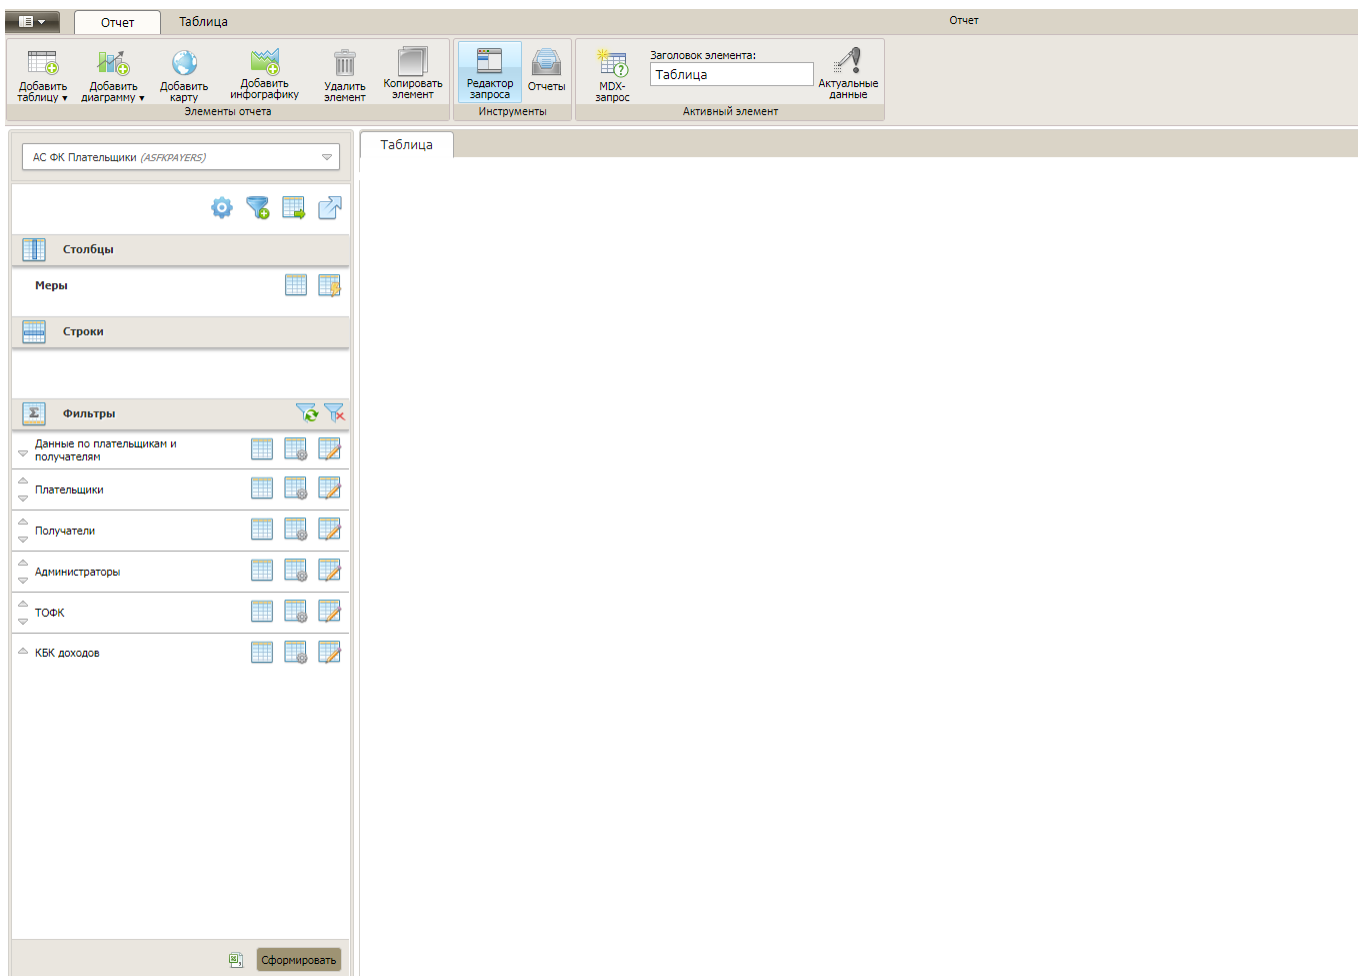 Отчет
Таблица
Отчет
Добавить
таблицу
Добавить
диаграмму
Добавить
карту
Добавить
инфографику
Удалить
элемент
Копировать
элемент
Элементы отчета
Редактор
запроса
Отчеты
Инструменты
MDX-
запрос
Заголовок элемента:
Таблица
Актуальные
данные
Активный элемент
АС ФК Плательщики (ASFKPAYERS)
Таблица
Столбцы
Меры
Строки
Фильтры
Данные по плательщикам и
получателям
Плательщики
Получатели
Администраторы
ТОФК
КБК доходов
Сформировать